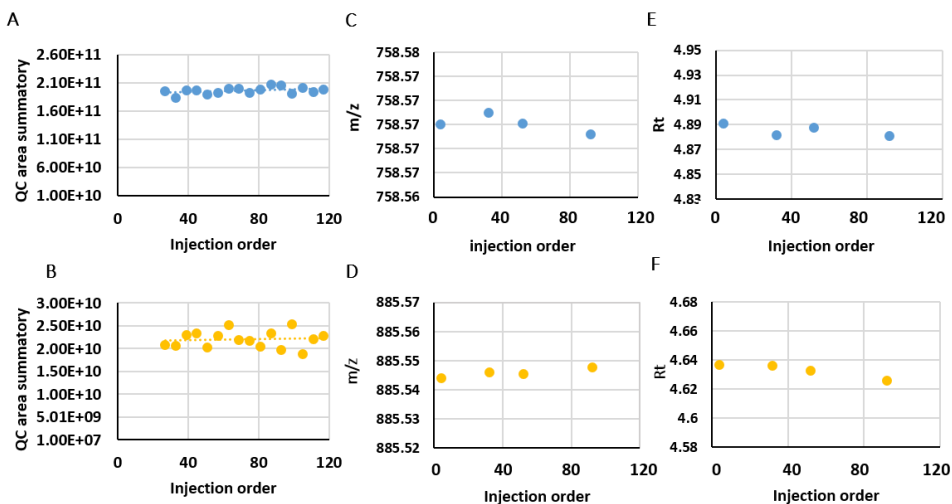 A
QC area summatory
2.60E+11
2.10E+11
1.60E+11
1.10E+11
6.00E+10
1.00E+10
0 40 80 120
Injection order
C
m/z
758.58
758.57
758.57
758.57
758.57
758.57
758.56
0 40 80 120
injection order
E
Rt
4.95
4.93
4.91
4.89
4.87
4.85
4.83
0 40 80 120
Injection order
B
QC area summatory
3.00E+10
2.50E+10
2.00E+10
1.50E+10
1.00E+10
5.01E+09
1.00E+07
0 40 80 120
Injection order
D
m/z
885.57
885.56
885.55
885.54
885.53
885.52
0 40 80 120
injection order
F
Rt
4.68
4.66
4.64
4.62
4.6
4.58
0 40 80 120
Injection order